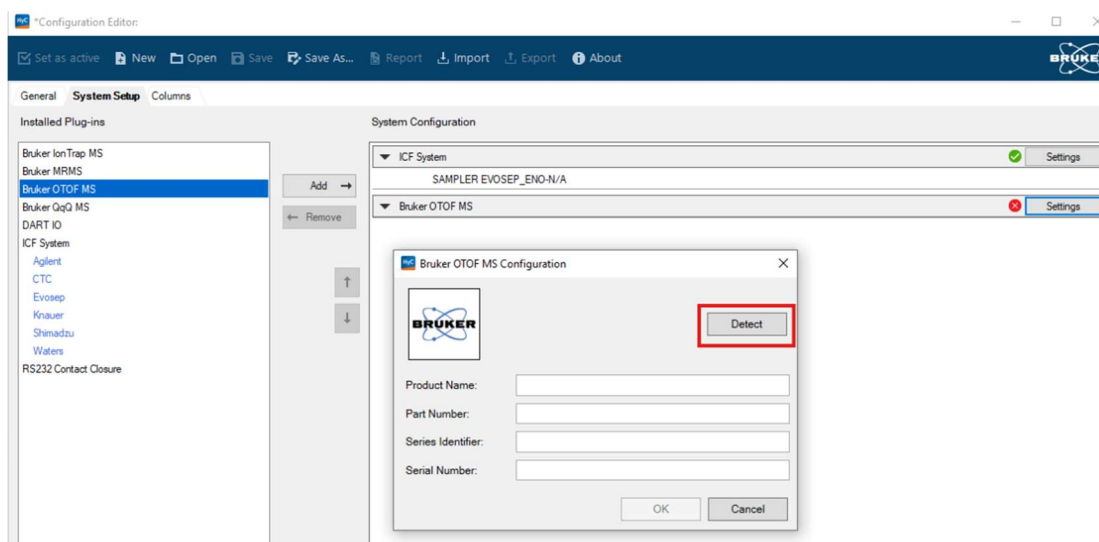 HyC *Configuration Editor:
Set as active New Open Save Save As... Report Import Export About BRUKER
General System Setup Columns
Installed Plug-ins
Bruker IonTrap MS
Bruker MRMS
Bruker OTOF MS
Bruker QqQ MS
DART IO
ICF System
Agilent
CTC
Evosep
Knauer
Shimadzu
Waters
RS232 Contact Closure
Add
Remove
System Configuration
ICF System Settings
SAMPLER EVOSEP_ENO-N/A
Bruker OTOF MS Settings
HyC Bruker OTOF MS Configuration
BRUKER
Detect
Product Name:
Part Number:
Series Identifier:
Serial Number:
OK Cancel